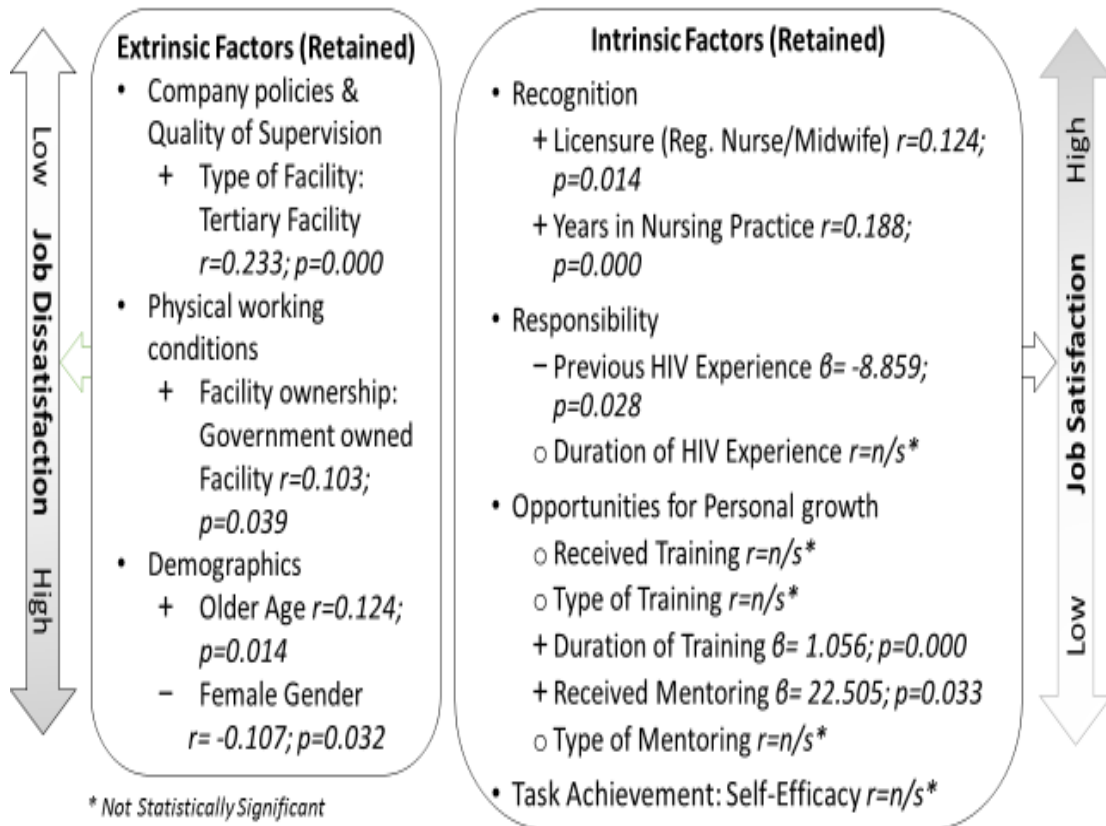 Low Job Dissatisfaction High
Extrinsic Factors (Retained)
• Company policies &
Quality of Supervision
+ Type of Facility:
Tertiary Facility
r=0.233; p=0.000
• Physical working
conditions
+ Facility ownership:
Government owned
Facility r=0.103;
p=0.039
• Demographics
+ Older Age r=0.124;
p=0.014
− Female Gender
r= -0.107; p=0.032
* Not Statistically Significant
Intrinsic Factors (Retained)
• Recognition
+ Licensure (Reg. Nurse/Midwife) r=0.124;
p=0.014
+ Years in Nursing Practice r=0.188;
p=0.000
• Responsibility
− Previous HIV Experience β= -8.859;
p=0.028
o Duration of HIV Experience r=n/s*
• Opportunities for Personal growth
o Received Training r=n/s*
o Type of Training r=n/s*
+ Duration of Training β= 1.056; p=0.000
+ Received Mentoring β= 22.505; p=0.033
o Type of Mentoring r=n/s*
• Task Achievement: Self-Efficacy r=n/s*
Low Job Satisfaction High